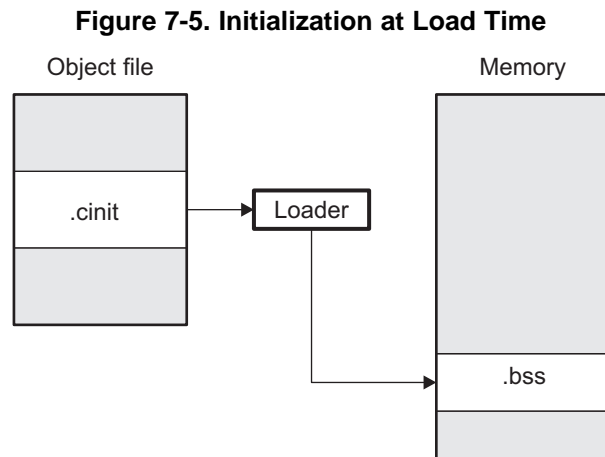 Figure 7-5. Initialization at Load Time
Object file
Memory
.cinit
Loader
.bss